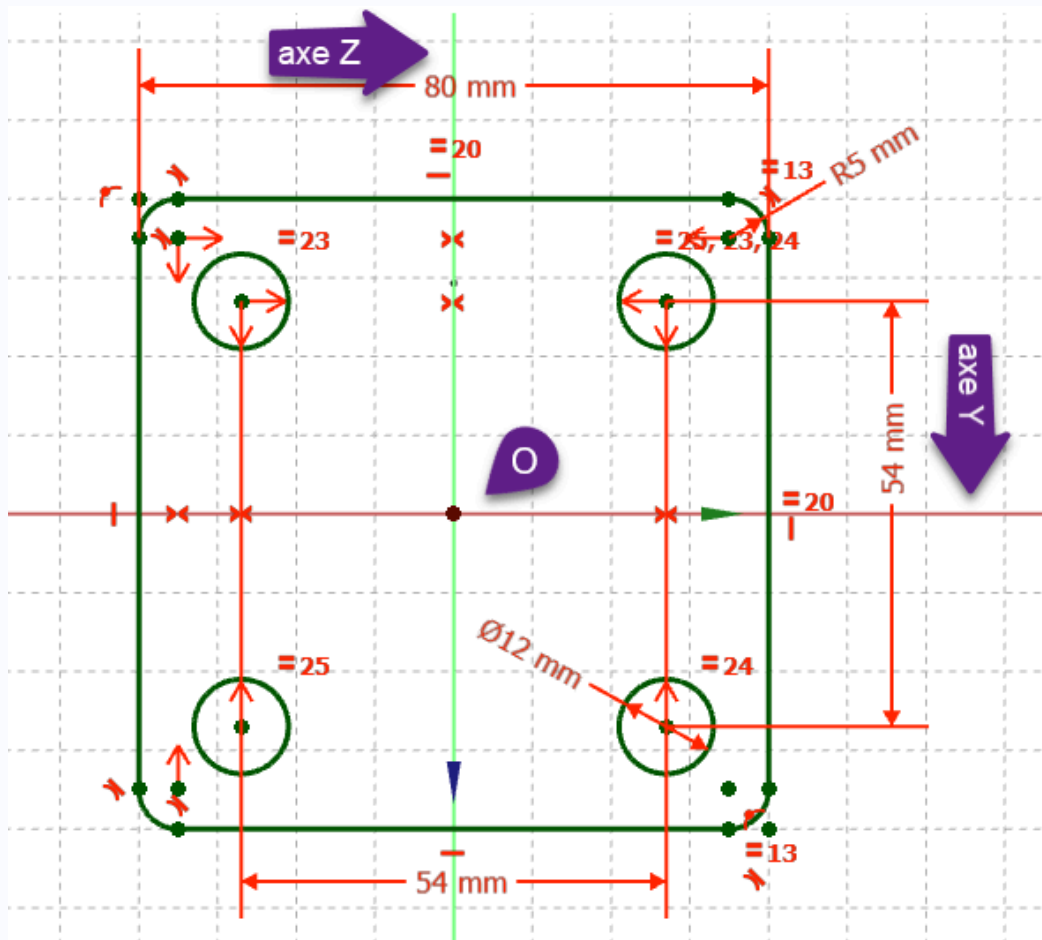 axe Z
80 mm
=20
=13
R5 mm
=23
=25, 23, 24
axe Y
54 mm
O
=20
Ø12 mm
=25
=24
=13
54 mm